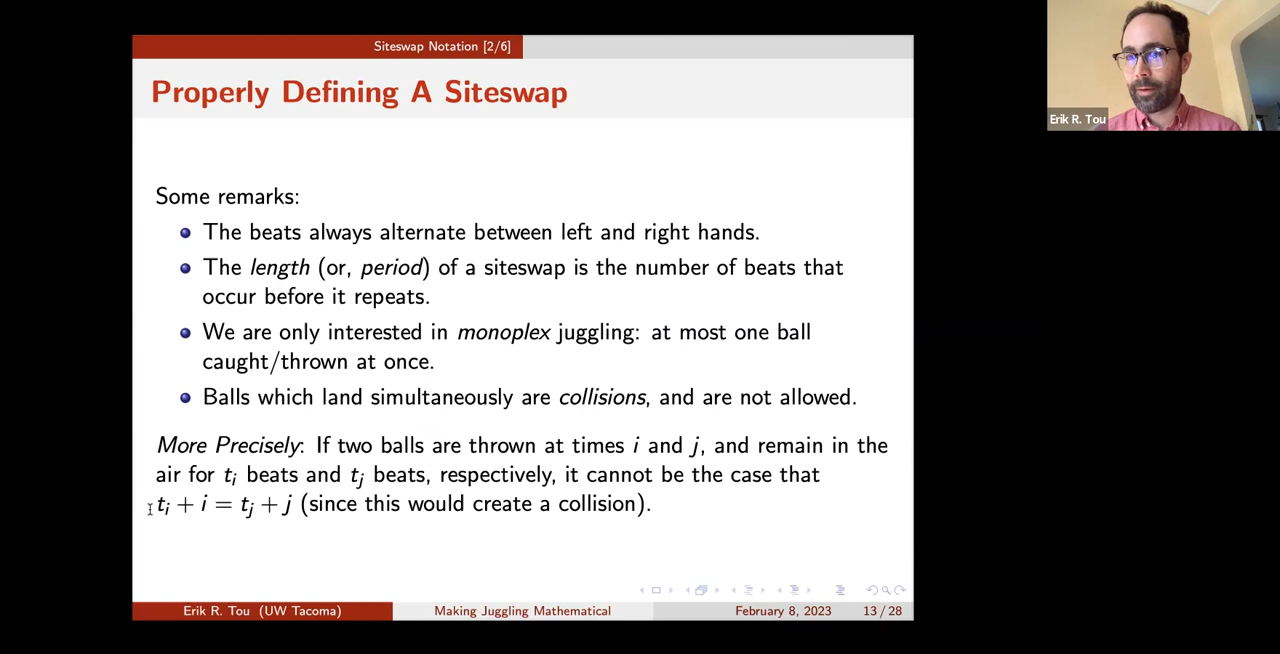 Siteswap Notation [2/6]
Properly Defining A Siteswap
Some remarks:
The beats always alternate between left and right hands.
The length (or, period) of a siteswap is the number of beats that
occur before it repeats.
We are only interested in monoplex juggling: at most one ball
caught/thrown at once.
Balls which land simultaneously are collisions, and are not allowed.
More Precisely: If two balls are thrown at times i and j, and remain in the
air for tᵢ beats and tⱼ beats, respectively, it cannot be the case that
tᵢ + i = tⱼ + j (since this would create a collision).
Erik R. Tou (UW Tacoma) Making Juggling Mathematical February 8, 2023 13 / 28
Erik R. Tou